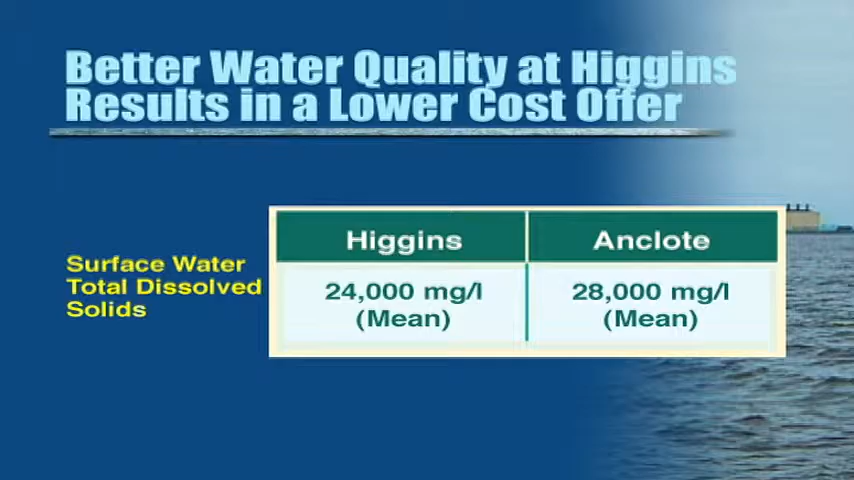 Better Water Quality at Higgins
Results in a Lower Cost Offer
Higgins
Anclote
Surface Water
Total Dissolved
Solids
24,000 mg/l
(Mean)
28,000 mg/l
(Mean)